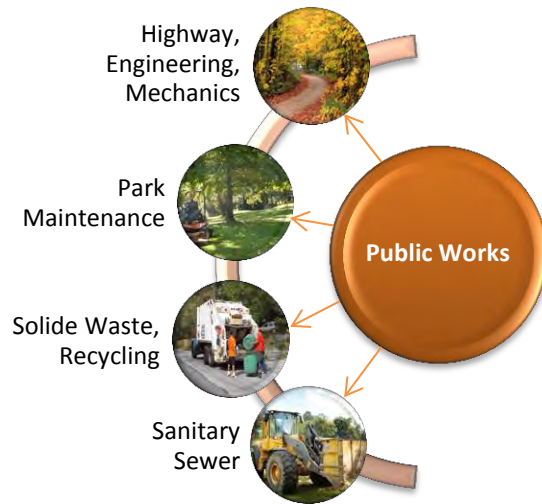 Highway,
Engineering,
Mechanics
Park
Maintenance
Public Works
Solide Waste,
Recycling
Sanitary
Sewer